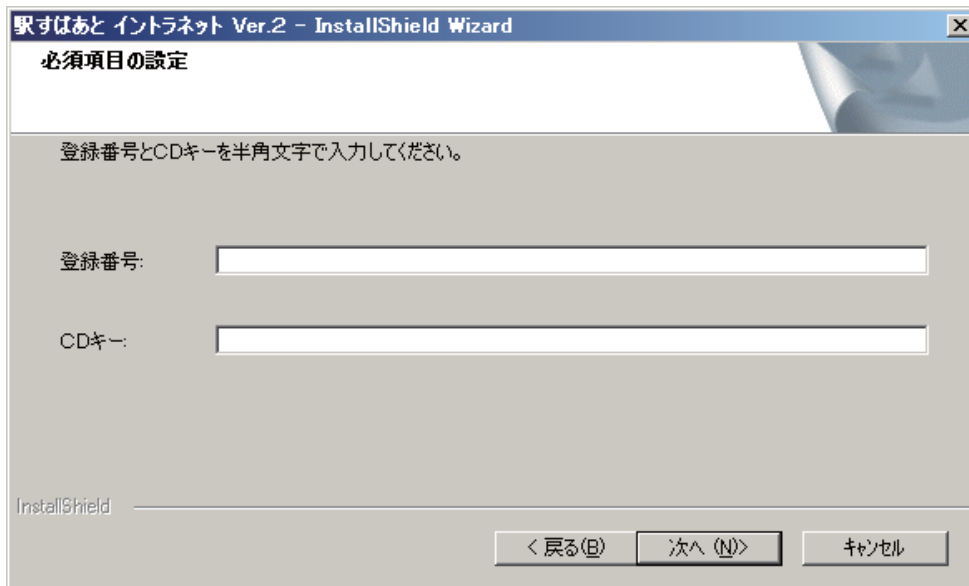 駅すぱあと イントラネット Ver.2 - InstallShield Wizard
必須項目の設定
登録番号とCDキーを半角文字で入力してください。
登録番号:
CDキー:
InstallShield
< 戻る(B)
次へ (N)>
キャンセル